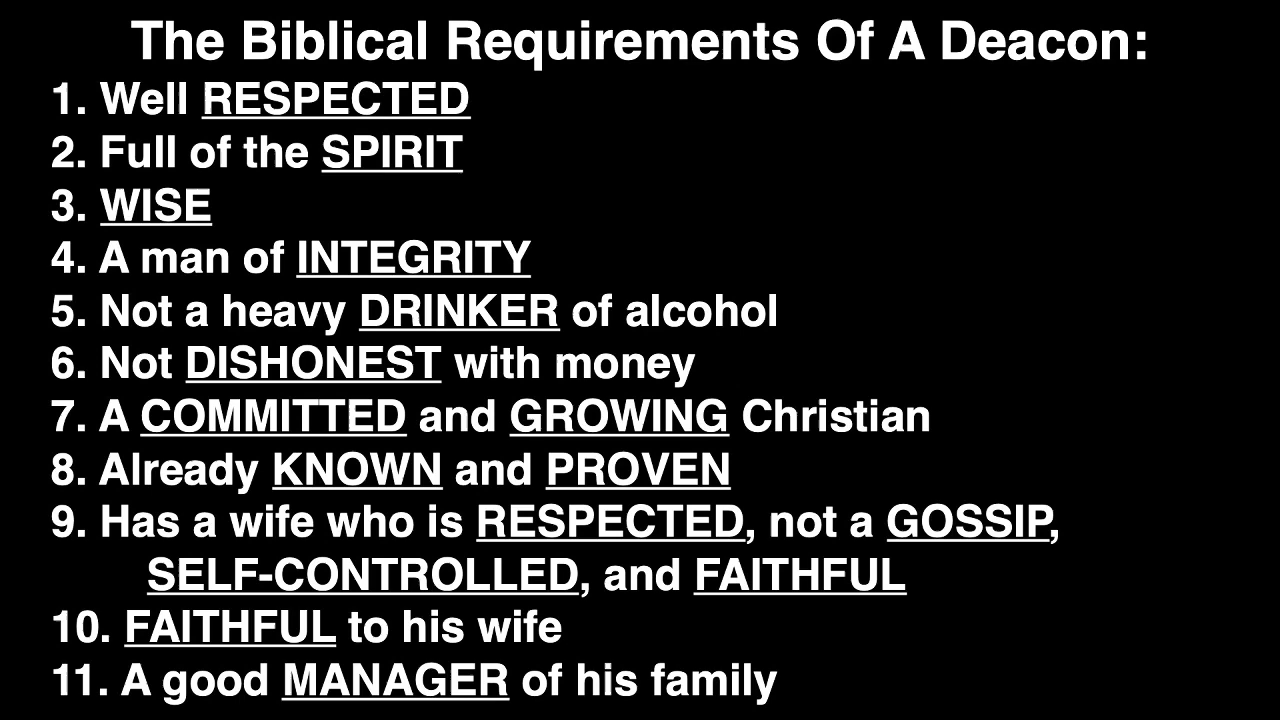 The Biblical Requirements Of A Deacon:
1. Well RESPECTED
2. Full of the SPIRIT
3. WISE
4. A man of INTEGRITY
5. Not a heavy DRINKER of alcohol
6. Not DISHONEST with money
7. A COMMITTED and GROWING Christian
8. Already KNOWN and PROVEN
9. Has a wife who is RESPECTED, not a GOSSIP,
SELF-CONTROLLED, and FAITHFUL
10. FAITHFUL to his wife
11. A good MANAGER of his family